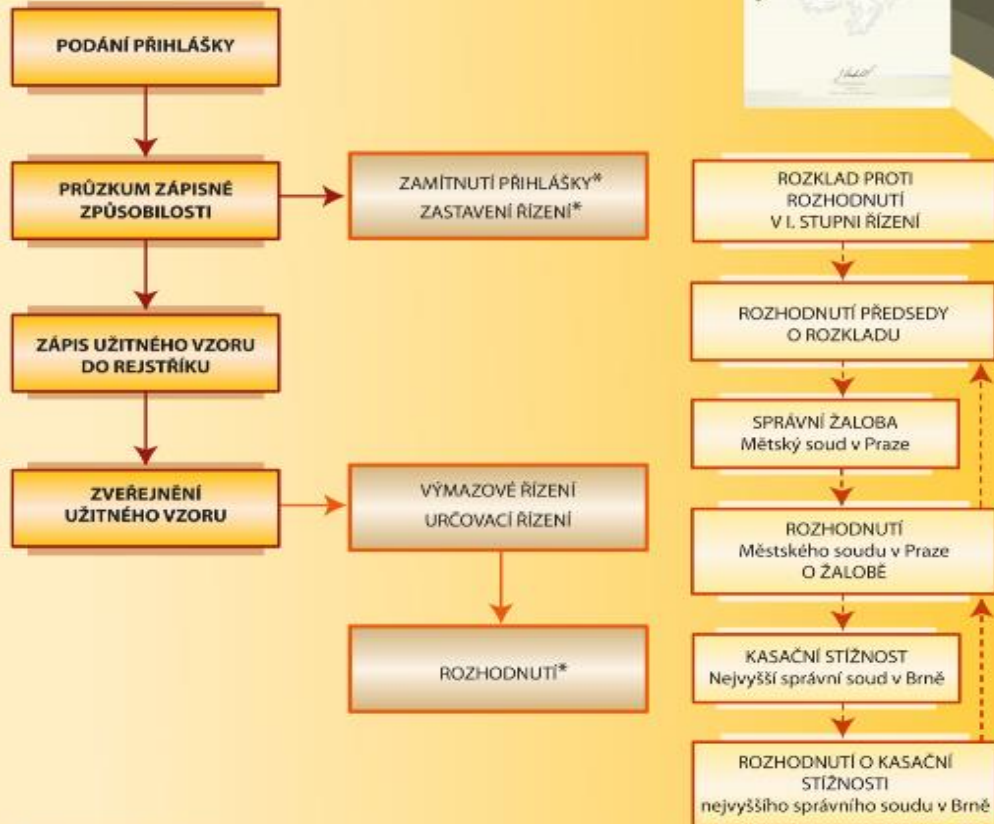 PODÁNÍ PŘIHLÁŠKY
PRŮZKUM ZÁPISNÉ
ZPŮSOBILOSTI
ZAMÍTNUTÍ PŘIHLÁŠKY*
ZASTAVENÍ ŘÍZENÍ*
ZÁPIS UŽITNÉHO VZORU
DO REJSTŘÍKU
ZVEŘEJNĚNÍ
UŽITNÉHO VZORU
VÝMAZOVÉ ŘÍZENÍ
URČOVACÍ ŘÍZENÍ
ROZHODNUTÍ*
ROZKLAD PROTI
ROZHODNUTÍ
V I. STUPNI ŘÍZENÍ
ROZHODNUTÍ PŘEDSEDY
O ROZKLADU
SPRÁVNÍ ŽALOBA
Mětský soud v Praze
ROZHODNUTÍ
Městského soudu v Praze
O ŽALOBĚ
KASAČNÍ STÍŽNOST
Nejvyšší správní soud v Brně
ROZHODNUTÍ O KASAČNÍ
STÍŽNOSTI
nejvyššího správního soudu v Brně